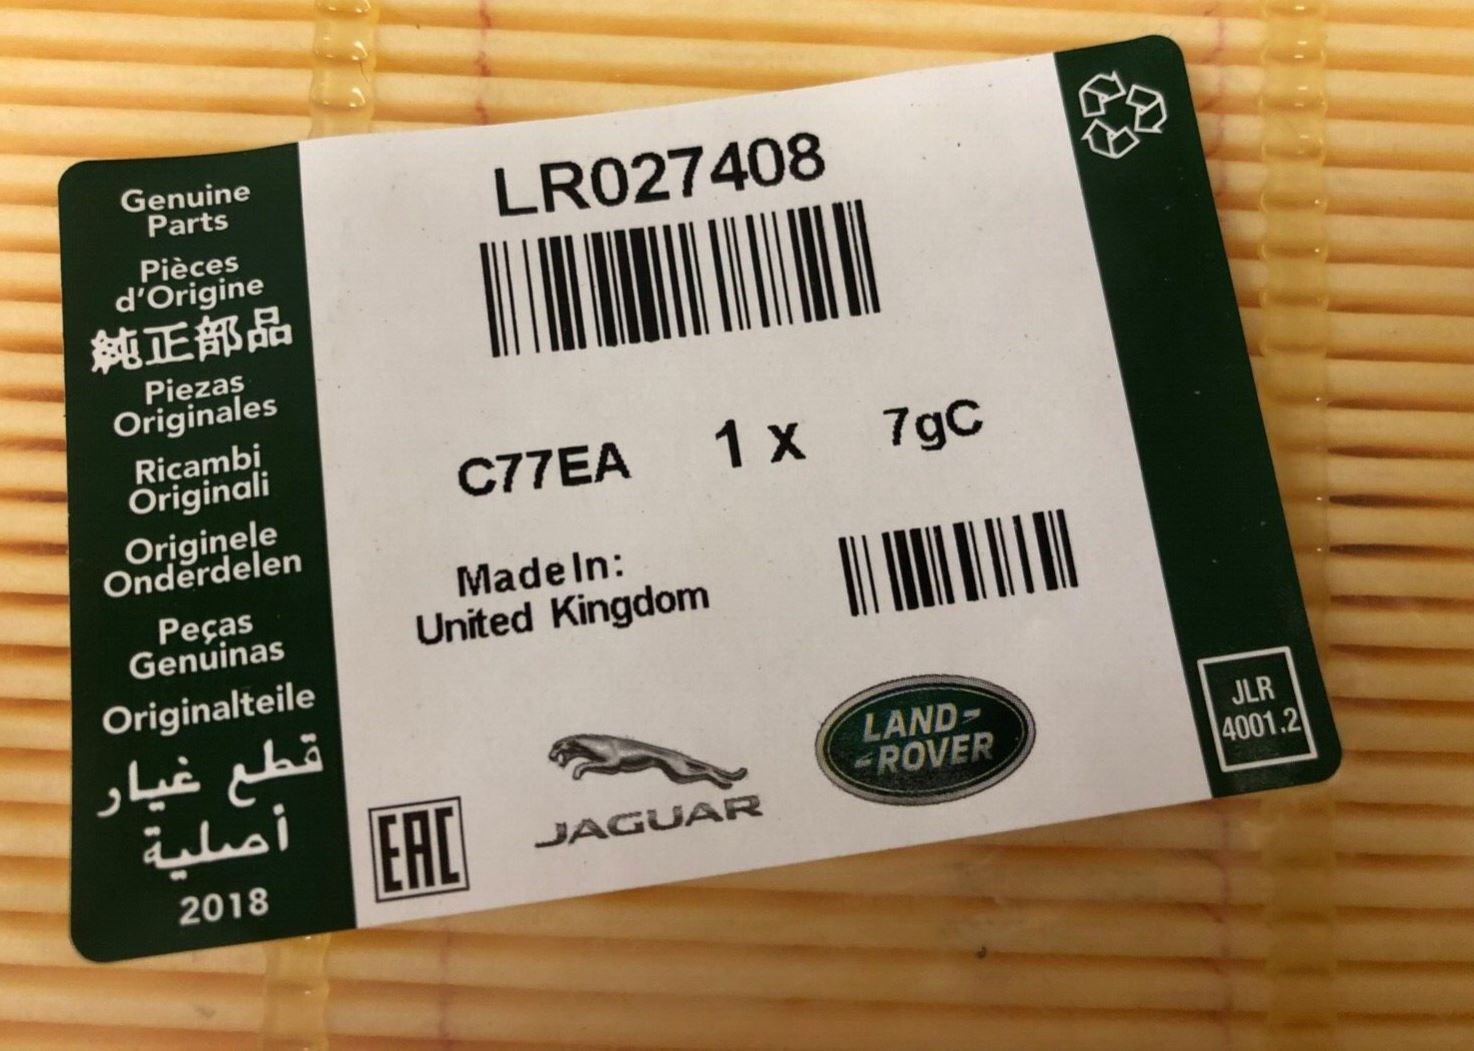 Genuine
Parts
Pièces
d'Origine
純正部品
Piezas
Originales
Ricambi
Originali
Originele
Onderdelen
Peças
Genuinas
Originalteile
قطع غيار
أصلية
2018
LR027408
C77EA 1 x 7gC
Made In:
United Kingdom
EAC
JAGUAR
LAND-
-ROVER
JLR
4001.2